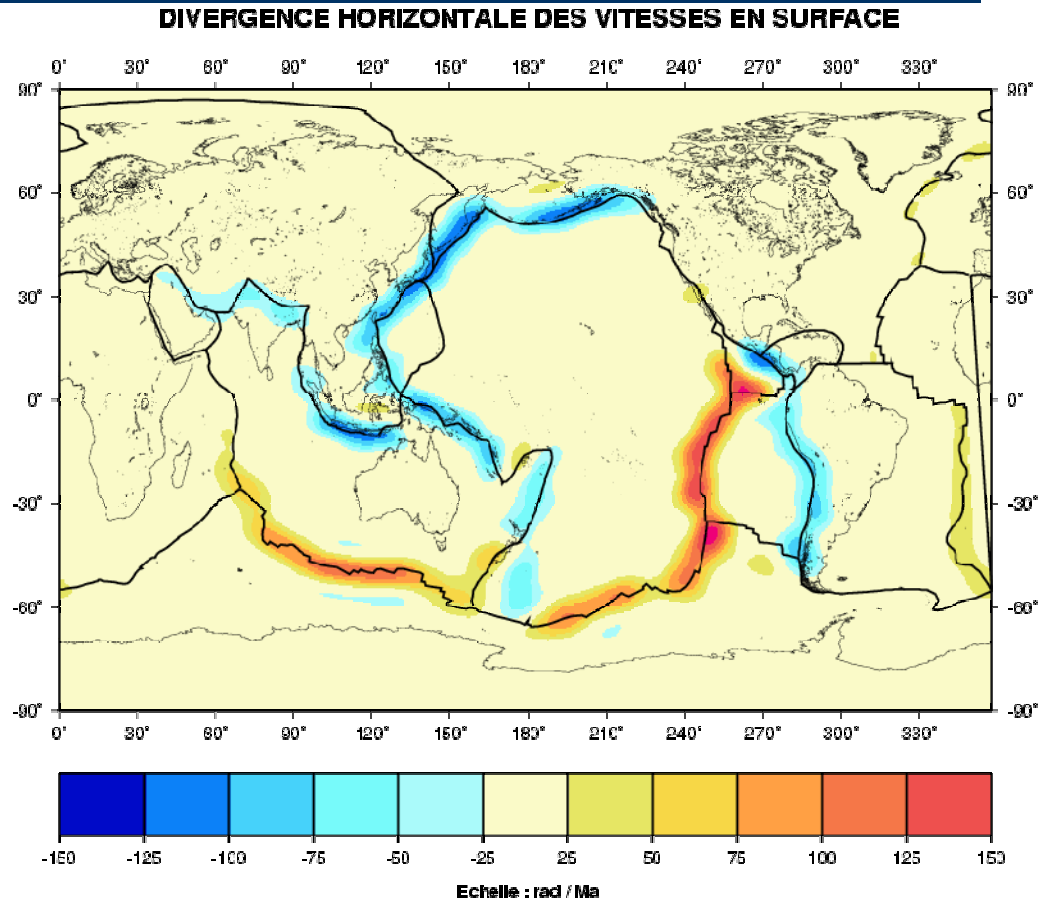 DIVERGENCE HORIZONTALE DES VITESSES EN SURFACE
0° 30° 60° 90° 120° 150° 180° 210° 240° 270° 300° 330°
90° 90°
60° 60°
30° 30°
0° 0°
-30° -30°
-60° -60°
-90° -90°
0° 30° 60° 90° 120° 150° 180° 210° 240° 270° 300° 330°
-150 -125 -100 -75 -50 -25 25 50 75 100 125 150
Echelle : rad / Ma